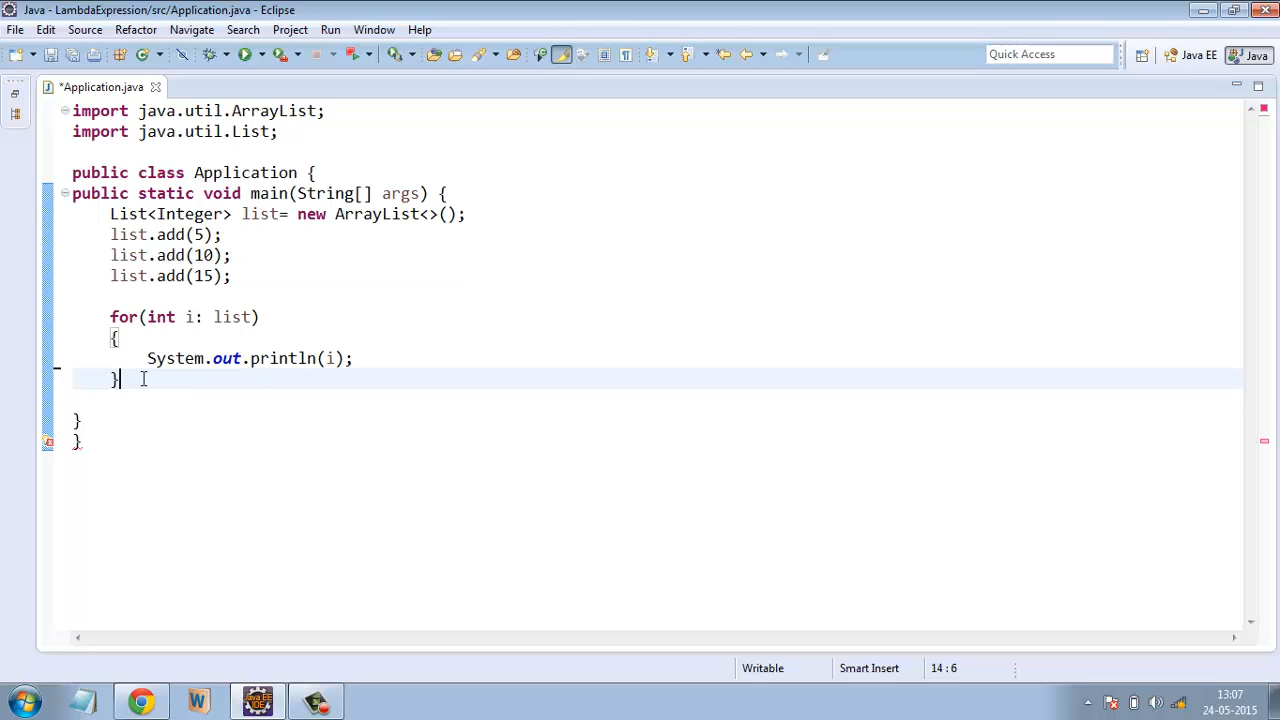 Java - LambdaExpression/src/Application.java - Eclipse
File Edit Source Refactor Navigate Search Project Run Window Help
Quick Access Java EE Java
*Application.java
import java.util.ArrayList;
import java.util.List;
public class Application {
public static void main(String[] args) {
List<Integer> list= new ArrayList<>();
list.add(5);
list.add(10);
list.add(15);
for(int i: list)
{
System.out.println(i);
}
}
}
Writable Smart Insert 14 : 6
Java EE
IDE
W
13:07
24-05-2015